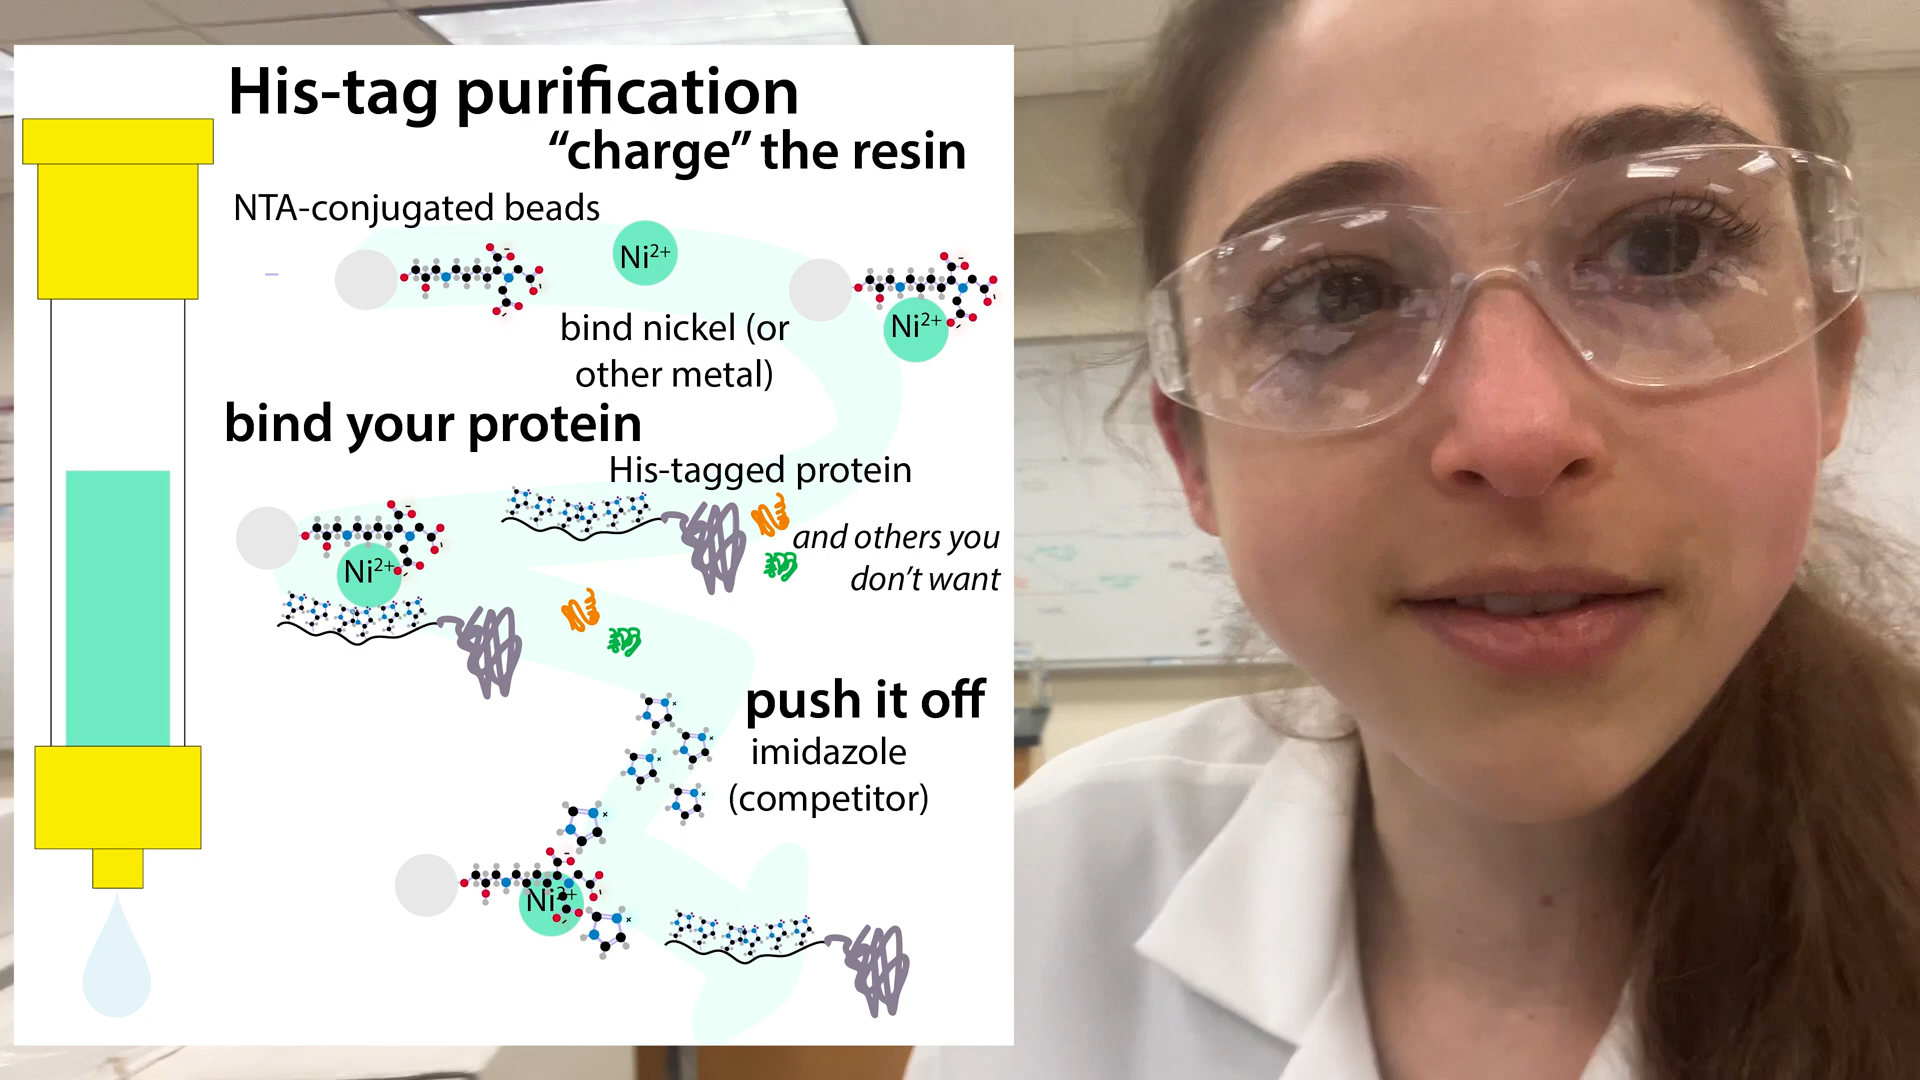 His-tag purification
“charge” the resin
NTA-conjugated beads
Ni²⁺
Ni²⁺
bind nickel (or
other metal)
bind your protein
His-tagged protein
and others you
don’t want
Ni²⁺
push it off
imidazole
(competitor)
Ni²⁺